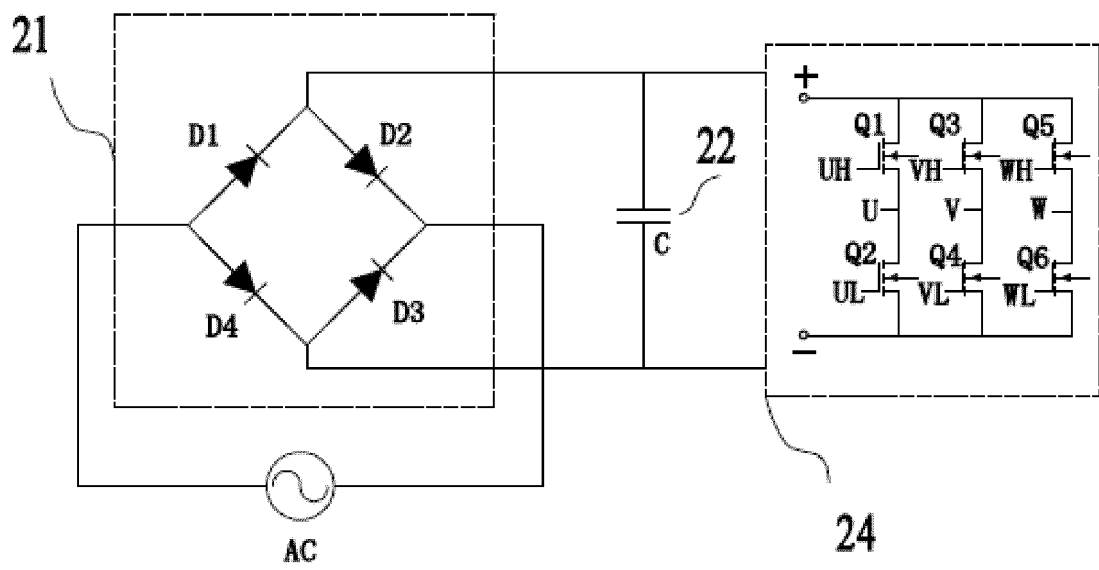 21
D1
D2
D4
D3
AC
22
C
+
Q1
Q3
Q5
UH
VH
WH
U
V
W
Q2
Q4
Q6
UL
VL
WL
−
24